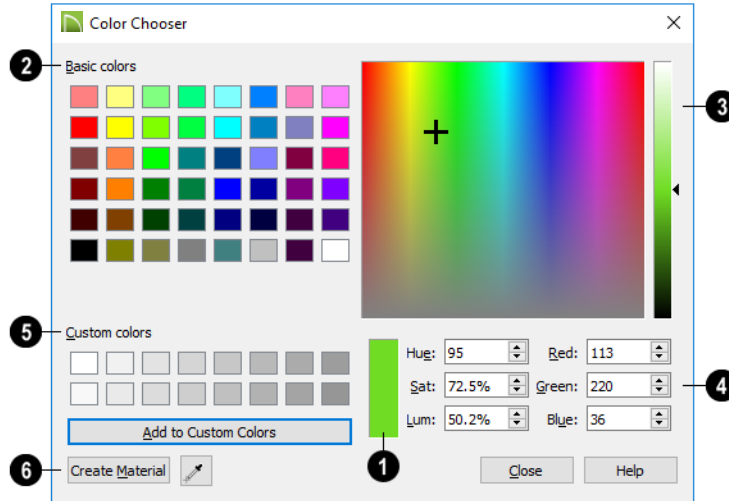 Color Chooser
2
Basic colors
3
5
Custom colors
Hue: 95 Red: 113
Sat: 72.5% Green: 220
4
Lum: 50.2% Blue: 36
Add to Custom Colors
1
6
Create Material
Close
Help